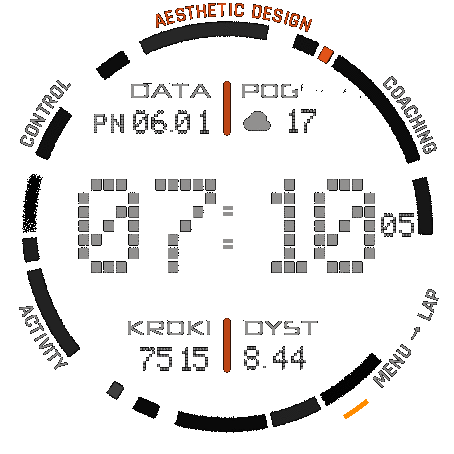 AESTHETIC DESIGN
CONTROL
COACHING
DATA
PN 06.01
17
07:10
05
ACTIVITY
MENU → LAP
KROKI DYST
7515 8.44